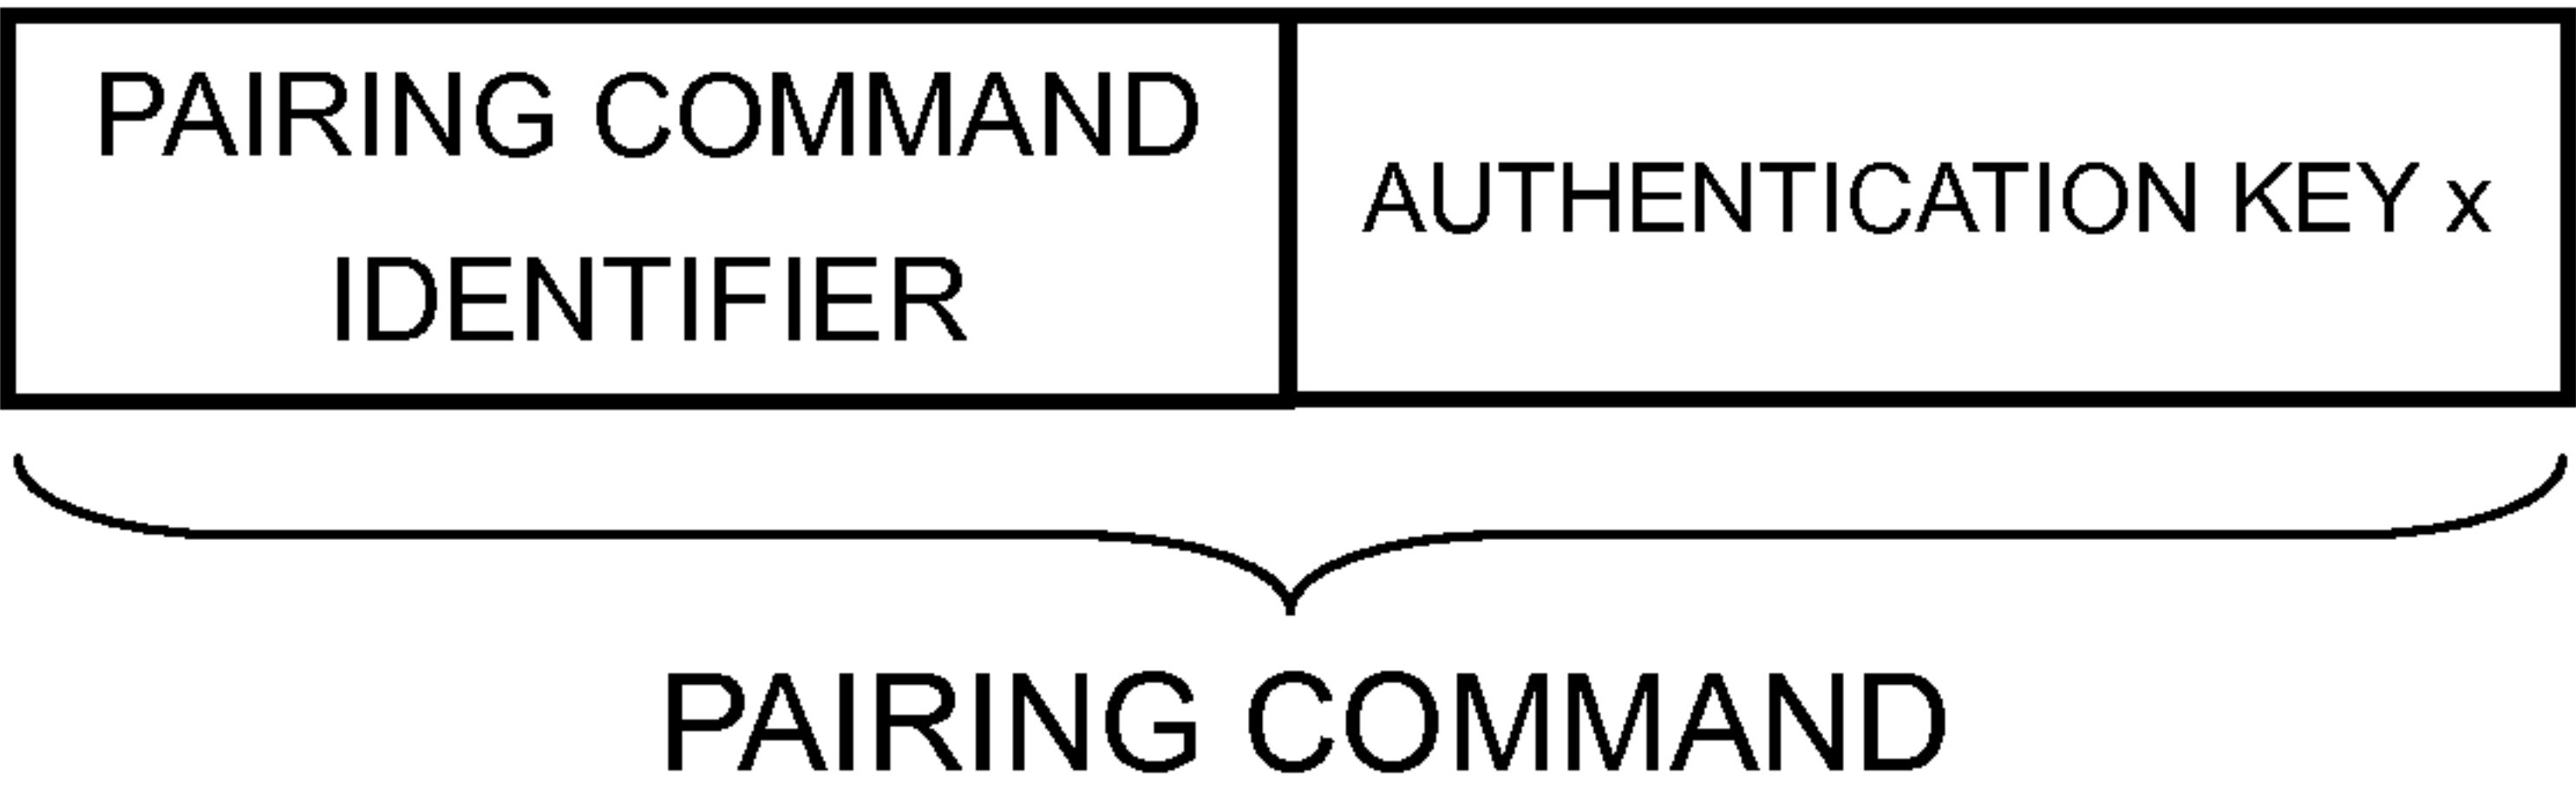 PAIRING COMMAND
IDENTIFIER
AUTHENTICATION KEY x
PAIRING COMMAND